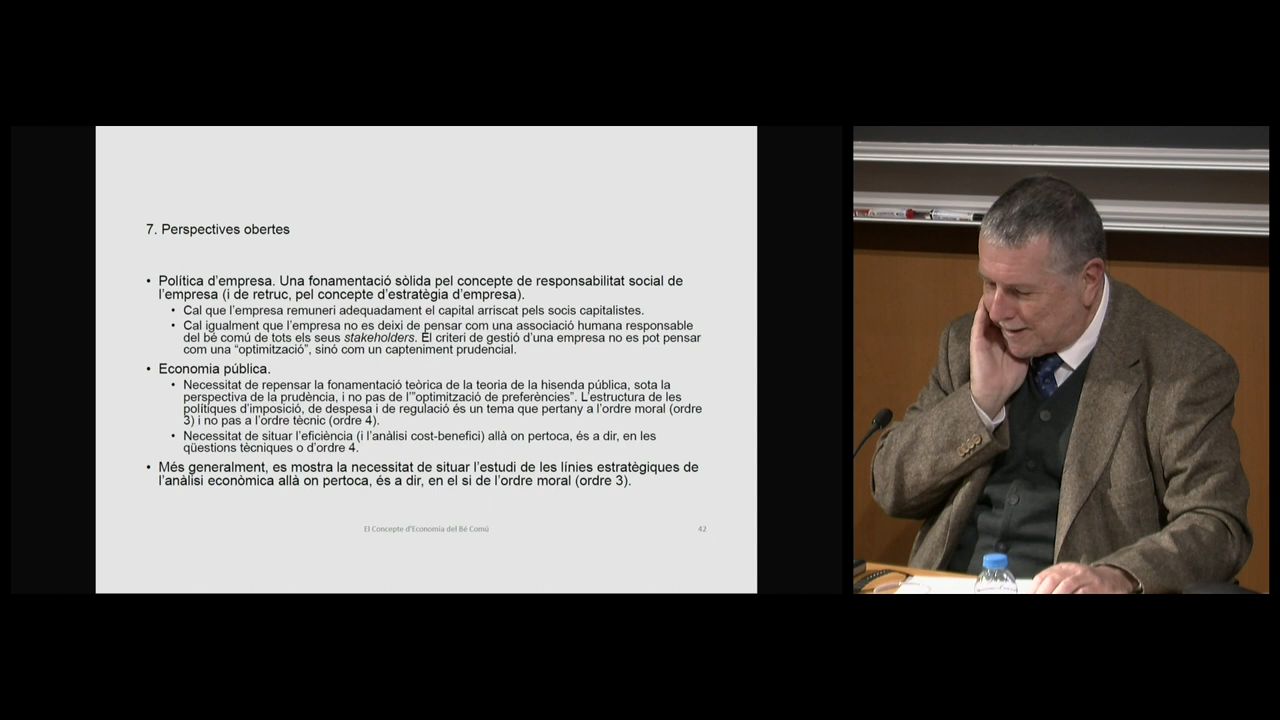 7. Perspectives obertes
• Política d’empresa. Una fonamentació sòlida pel concepte de responsabilitat social de
l’empresa (i de retruc, pel concepte d’estratègia d’empresa).
• Cal que l’empresa remuneri adequadament el capital arriscat pels socis capitalistes.
• Cal igualment que l’empresa no es deixi de pensar com una associació humana responsable
del bé comú de tots els seus stakeholders. El criteri de gestió d’una empresa no es pot pensar
com una “optimització”, sinó com un capteniment prudencial.
• Economia pública.
• Necessitat de repensar la fonamentació teòrica de la teoria de la hisenda pública, sota la
perspectiva de la prudència, i no pas de l’”optimització de preferències”. L’estructura de les
polítiques d’imposició, de despesa i de regulació és un tema que pertany a l’ordre moral (ordre
3) i no pas a l’ordre tècnic (ordre 4).
• Necessitat de situar l’eficiència (i l’anàlisi cost-benefici) allà on pertoca, és a dir, en les
qüestions tècniques o d’ordre 4.
• Més generalment, es mostra la necessitat de situar l’estudi de les línies estratègiques de
l’anàlisi econòmica allà on pertoca, és a dir, en el si de l’ordre moral (ordre 3).
El Concepte d'Economia del Bé Comú
42